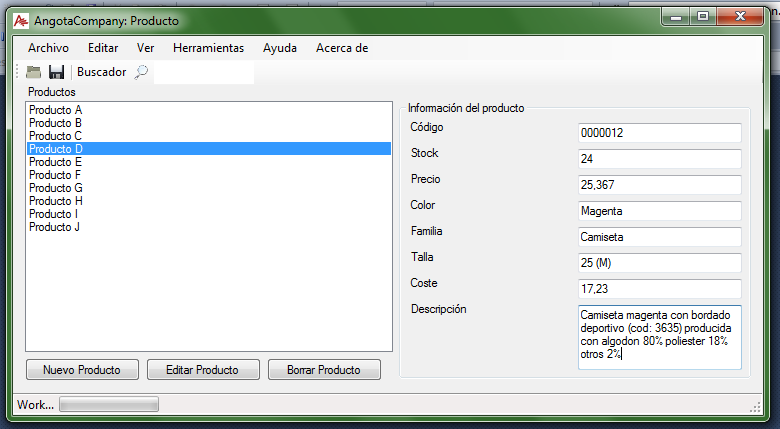 AngotaCompany: Producto
Archivo Editar Ver Herramientas Ayuda Acerca de
Buscador
Productos
Producto A
Producto B
Producto C
Producto D
Producto E
Producto F
Producto G
Producto H
Producto I
Producto J
Nuevo Producto Editar Producto Borrar Producto
Información del producto
Código 0000012
Stock 24
Precio 25,367
Color Magenta
Familia Camiseta
Talla 25 (M)
Coste 17,23
Descripción Camiseta magenta con bordado
deportivo (cod: 3635) producida
con algodon 80% poliester 18%
otros 2%
Work...